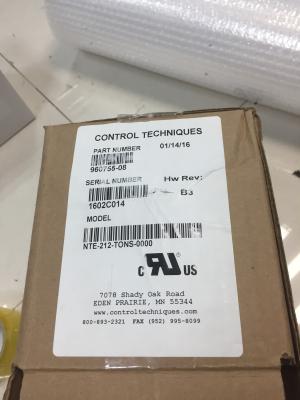 CONTROL TECHNIQUES
PART NUMBER 01/14/16
960755-08
SERIAL NUMBER Hw Rev:
1602C014 B3
MODEL
NTE-212-TONS-0000
C RU US
7078 Shady Oak Road
EDEN PRAIRIE, MN 55344
www.controltechniques.com
800-893-2321 FAX (952) 995-8099